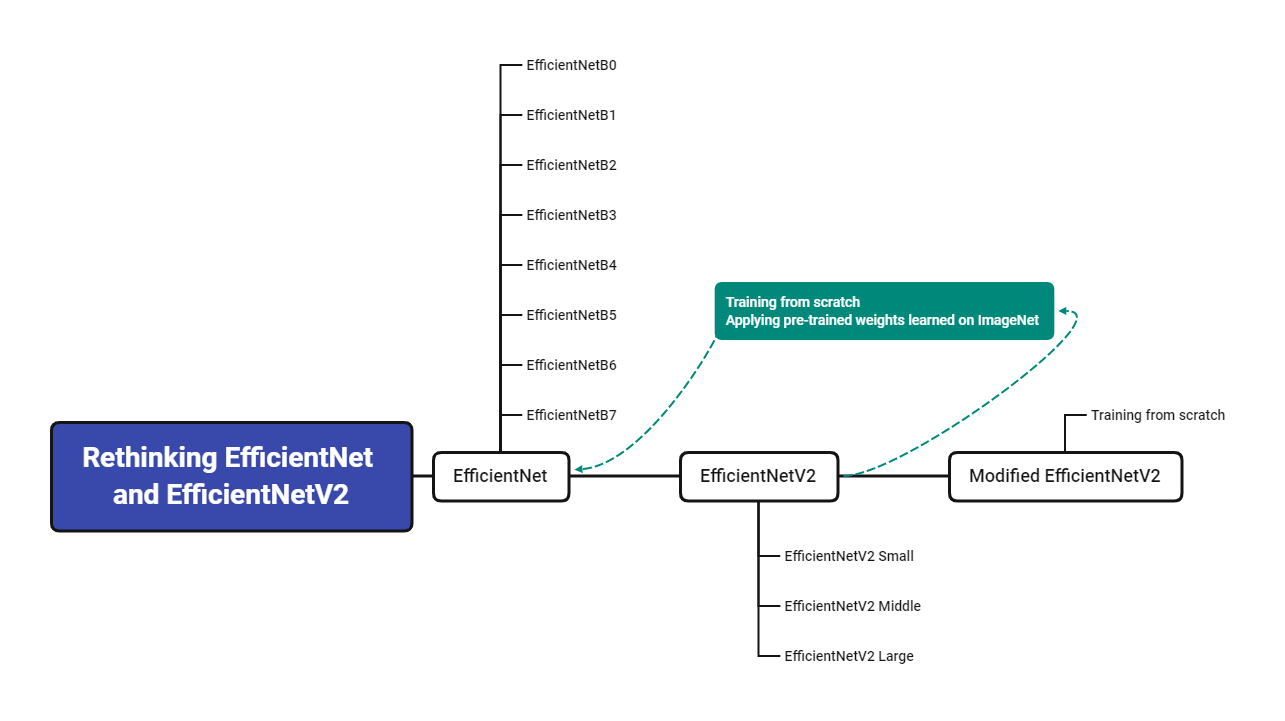 EfficientNetB0
EfficientNetB1
EfficientNetB2
EfficientNetB3
EfficientNetB4
EfficientNetB5
EfficientNetB6
EfficientNetB7
Rethinking EfficientNet
and EfficientNetV2
EfficientNet
Training from scratch
Applying pre-trained weights learned on ImageNet
EfficientNetV2
EfficientNetV2 Small
EfficientNetV2 Middle
EfficientNetV2 Large
Training from scratch
Modified EfficientNetV2